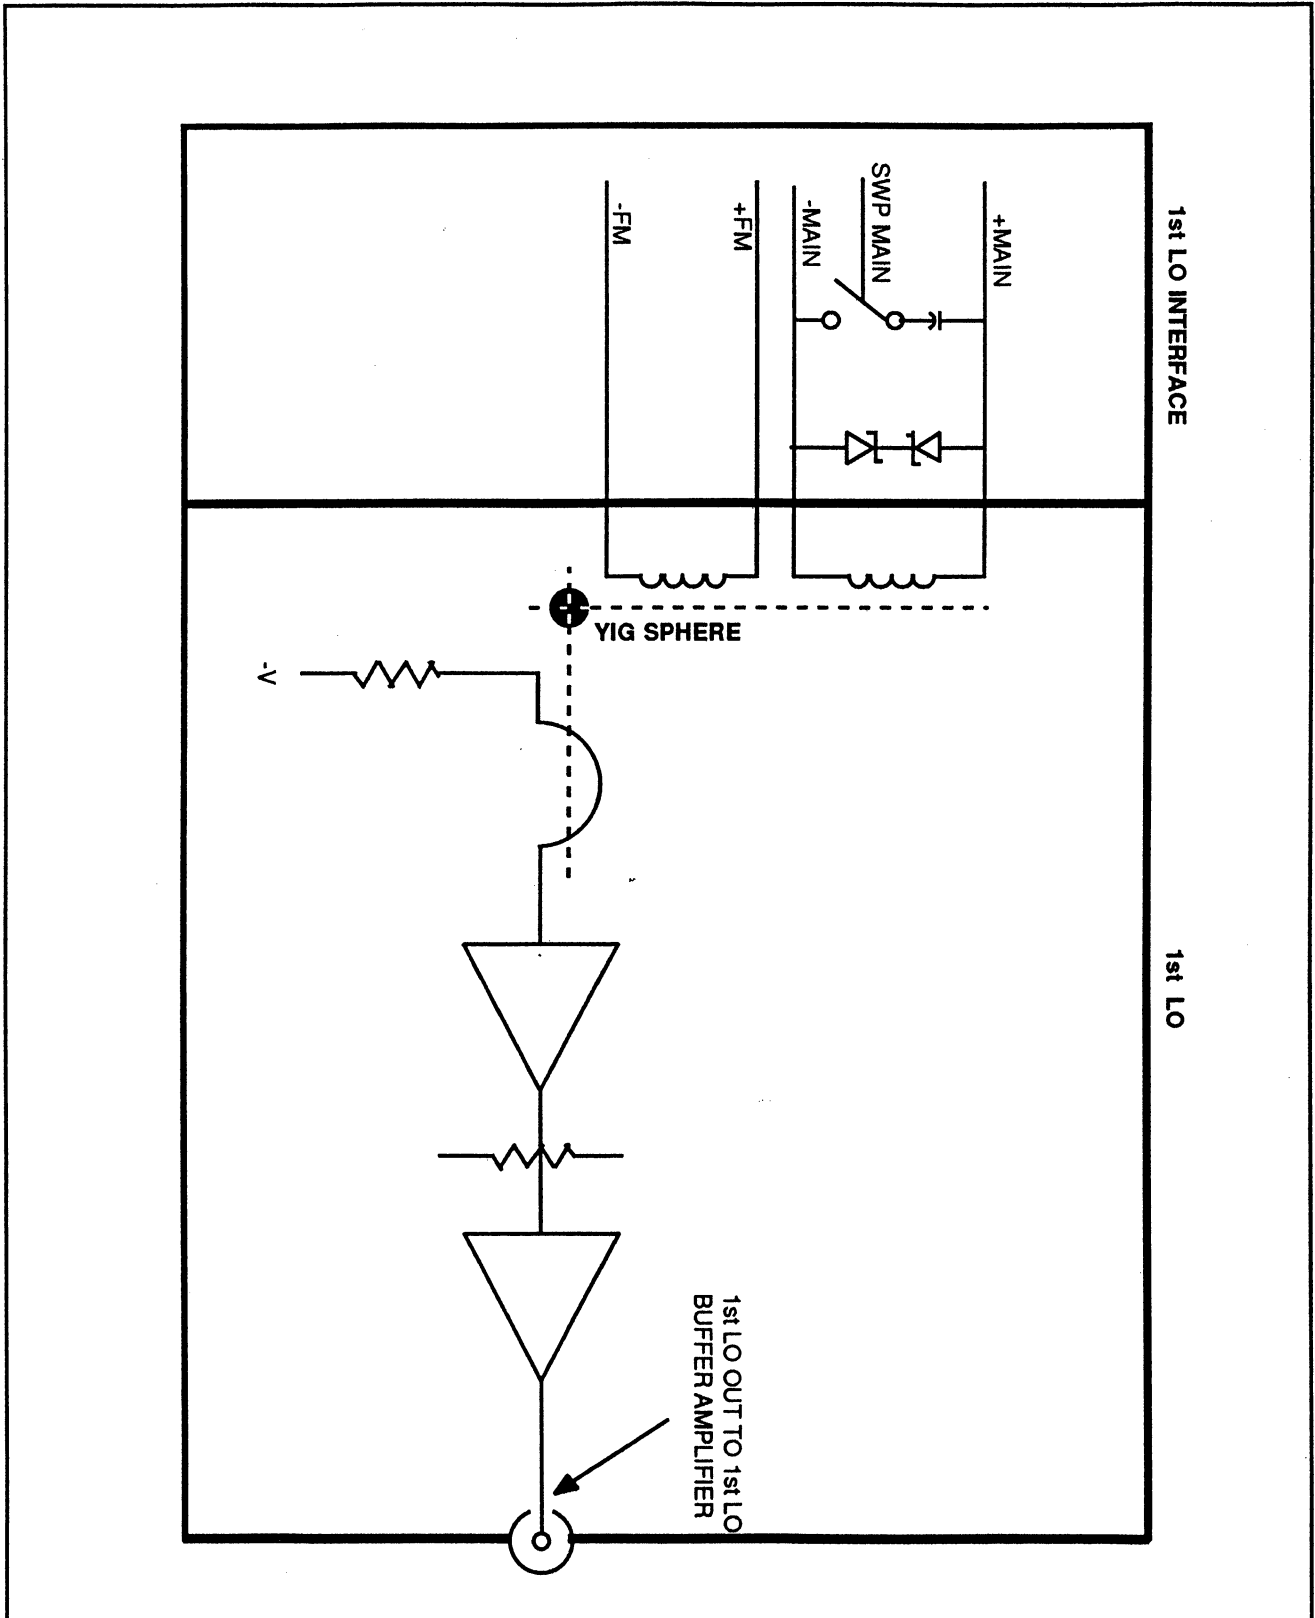 1st LO INTERFACE
1st LO
+MAIN
SWP MAIN
-MAIN
+FM
-FM
YIG SPHERE
-V
1st LO OUT TO 1st LO
BUFFER AMPLIFIER